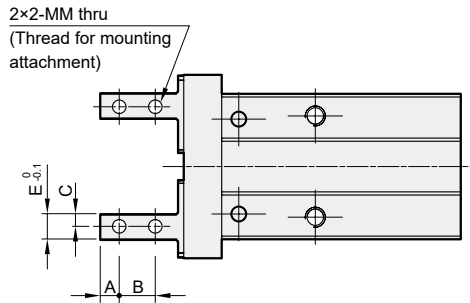 2×2-MM thru
(Thread for mounting
attachment)
E 0 -0.1
C
A
B